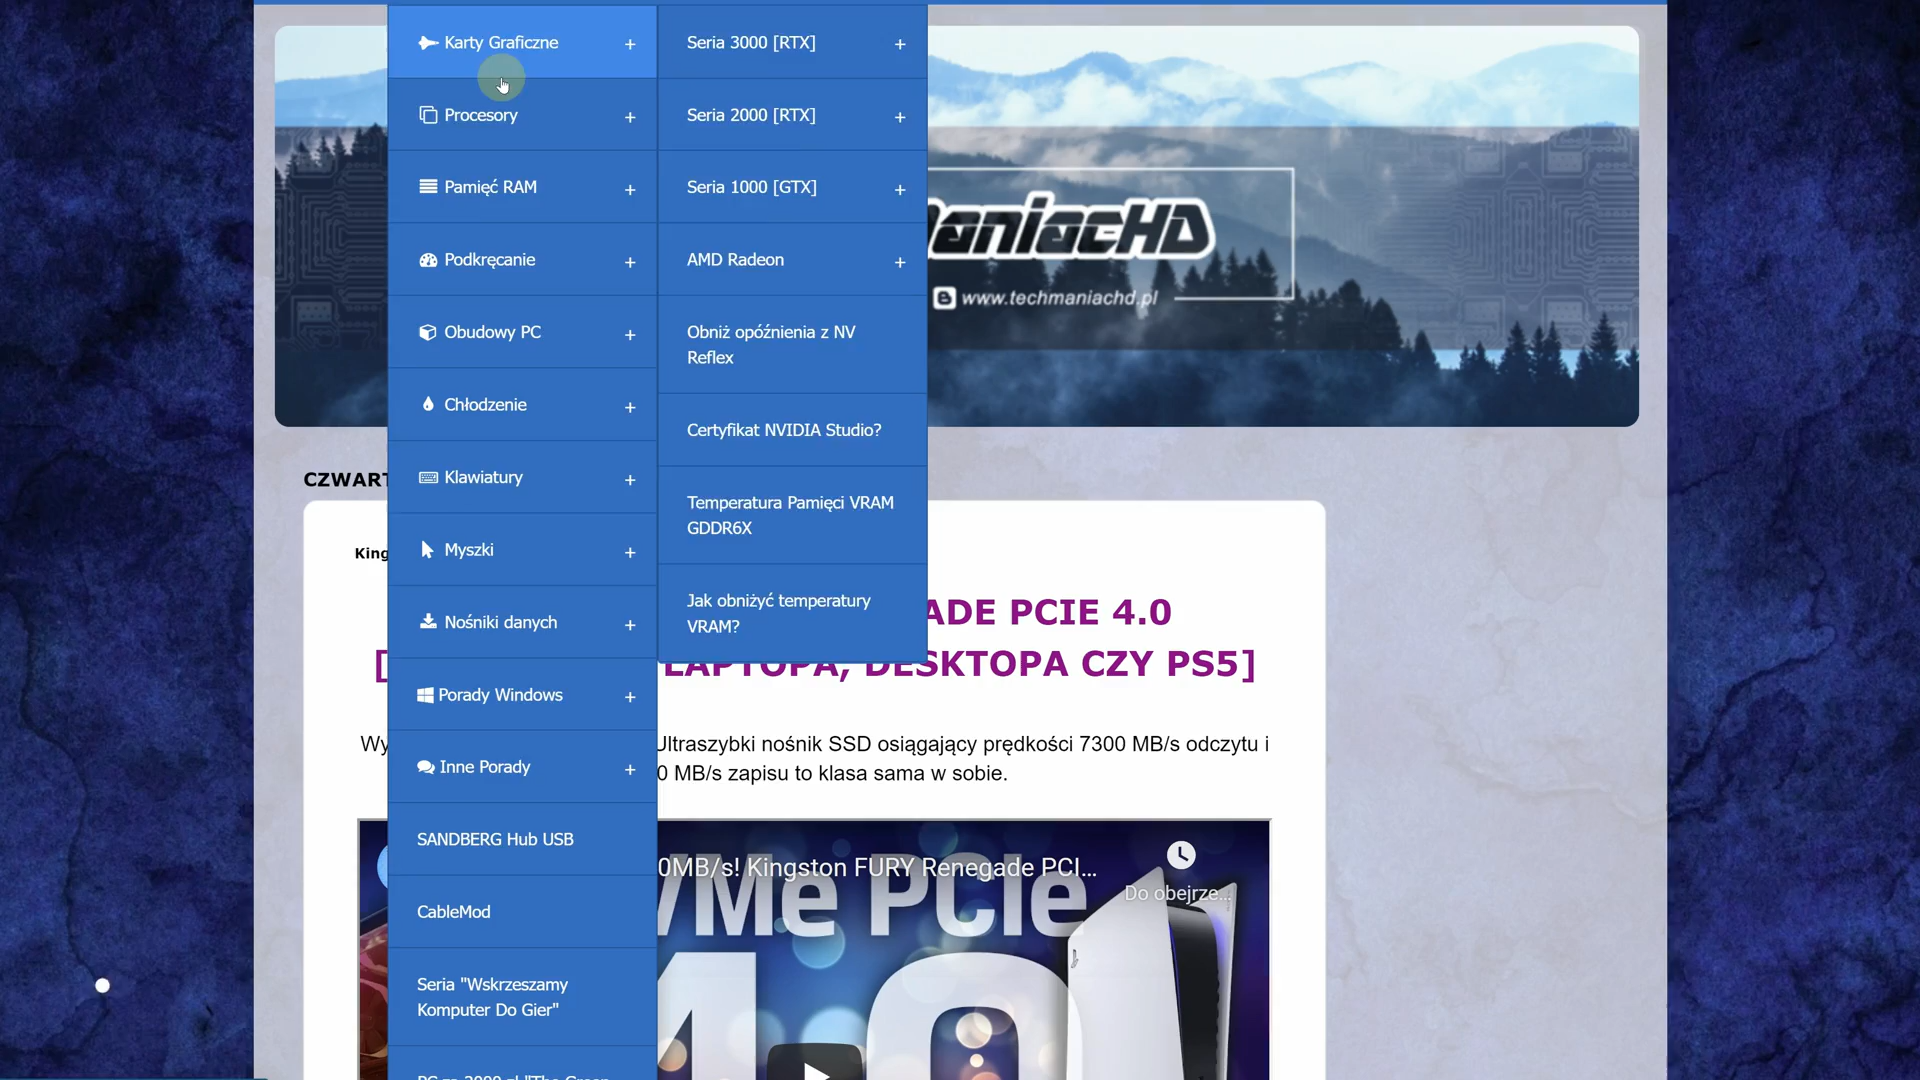 Karty Graficzne +
Procesory +
Pamięć RAM +
Podkręcanie +
Obudowy PC +
Chłodzenie +
Klawiatury +
Myszki +
Nośniki danych +
Porady Windows +
Inne Porady +
SANDBERG Hub USB
CableMod
Seria "Wskrzeszamy
Komputer Do Gier"
Seria 3000 [RTX] +
Seria 2000 [RTX] +
Seria 1000 [GTX] +
AMD Radeon +
Obniż opóźnienia z NV
Reflex
Certyfikat NVIDIA Studio?
Temperatura Pamięci VRAM
GDDR6X
Jak obniżyć temperatury
VRAM?
aniacHD
www.techmaniachd.pl
CZWART
King
ADE PCIE 4.0
[ LAPTOPA, DESKTOPA CZY PS5]
Wy Ultraszybki nośnik SSD osiągający prędkości 7300 MB/s odczytu i
0 MB/s zapisu to klasa sama w sobie.
0MB/s! Kingston FURY Renegade PCI...
Do obejrze...
VMe PCIe
4.0